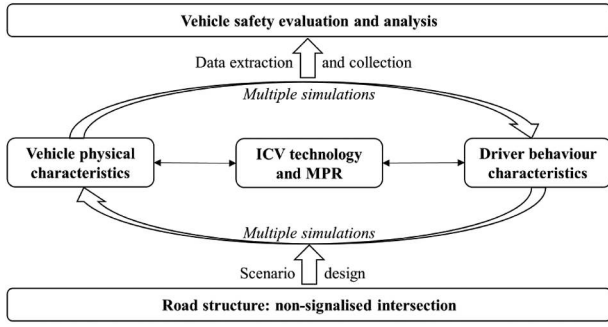 Vehicle safety evaluation and analysis
Data extraction and collection
Multiple simulations
Vehicle physical
characteristics
ICV technology
and MPR
Driver behaviour
characteristics
Multiple simulations
Scenario design
Road structure: non-signalised intersection